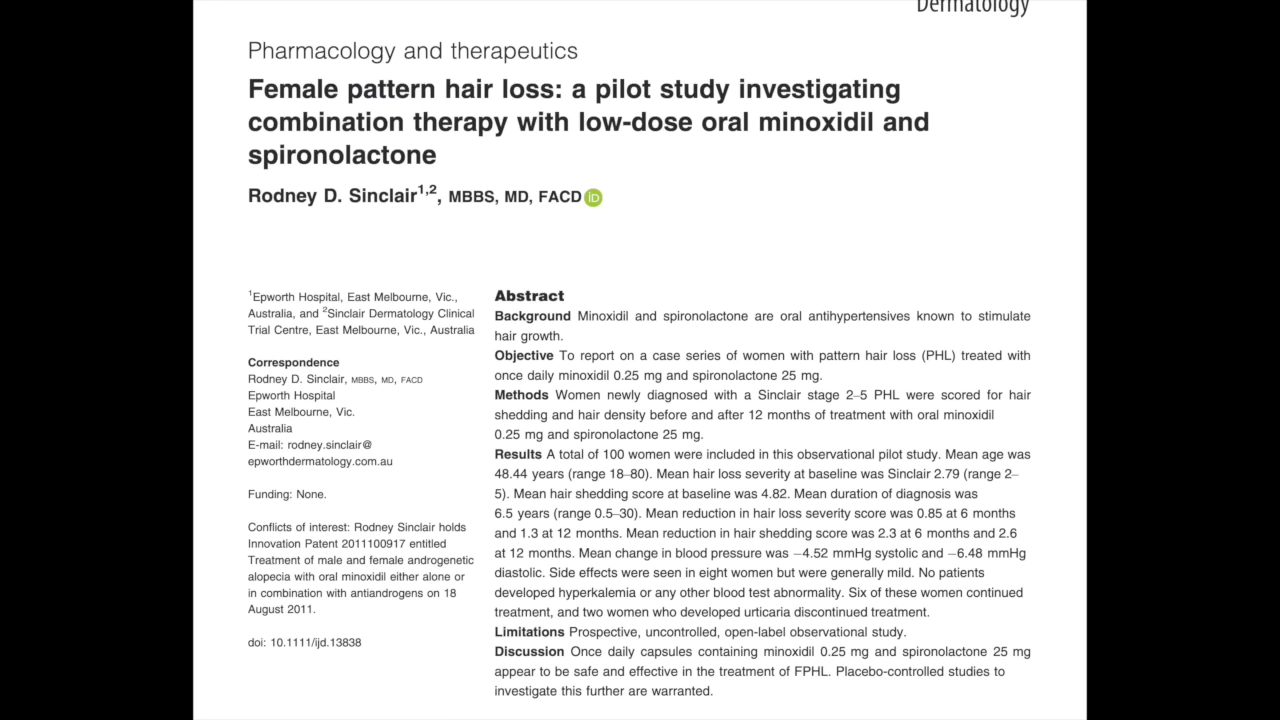 Dermatology
Pharmacology and therapeutics
Female pattern hair loss: a pilot study investigating
combination therapy with low-dose oral minoxidil and
spironolactone
Rodney D. Sinclair1,2, MBBS, MD, FACD iD
1Epworth Hospital, East Melbourne, Vic.,
Australia, and 2Sinclair Dermatology Clinical
Trial Centre, East Melbourne, Vic., Australia
Correspondence
Rodney D. Sinclair, MBBS, MD, FACD
Epworth Hospital
East Melbourne, Vic.
Australia
E-mail: rodney.sinclair@
epworthdermatology.com.au
Funding: None.
Conflicts of interest: Rodney Sinclair holds
Innovation Patent 2011100917 entitled
Treatment of male and female androgenetic
alopecia with oral minoxidil either alone or
in combination with antiandrogens on 18
August 2011.
doi: 10.1111/ijd.13838
Abstract
Background Minoxidil and spironolactone are oral antihypertensives known to stimulate
hair growth.
Objective To report on a case series of women with pattern hair loss (PHL) treated with
once daily minoxidil 0.25 mg and spironolactone 25 mg.
Methods Women newly diagnosed with a Sinclair stage 2–5 PHL were scored for hair
shedding and hair density before and after 12 months of treatment with oral minoxidil
0.25 mg and spironolactone 25 mg.
Results A total of 100 women were included in this observational pilot study. Mean age was
48.44 years (range 18–80). Mean hair loss severity at baseline was Sinclair 2.79 (range 2–
5). Mean hair shedding score at baseline was 4.82. Mean duration of diagnosis was
6.5 years (range 0.5–30). Mean reduction in hair loss severity score was 0.85 at 6 months
and 1.3 at 12 months. Mean reduction in hair shedding score was 2.3 at 6 months and 2.6
at 12 months. Mean change in blood pressure was −4.52 mmHg systolic and −6.48 mmHg
diastolic. Side effects were seen in eight women but were generally mild. No patients
developed hyperkalemia or any other blood test abnormality. Six of these women continued
treatment, and two women who developed urticaria discontinued treatment.
Limitations Prospective, uncontrolled, open-label observational study.
Discussion Once daily capsules containing minoxidil 0.25 mg and spironolactone 25 mg
appear to be safe and effective in the treatment of FPHL. Placebo-controlled studies to
investigate this further are warranted.